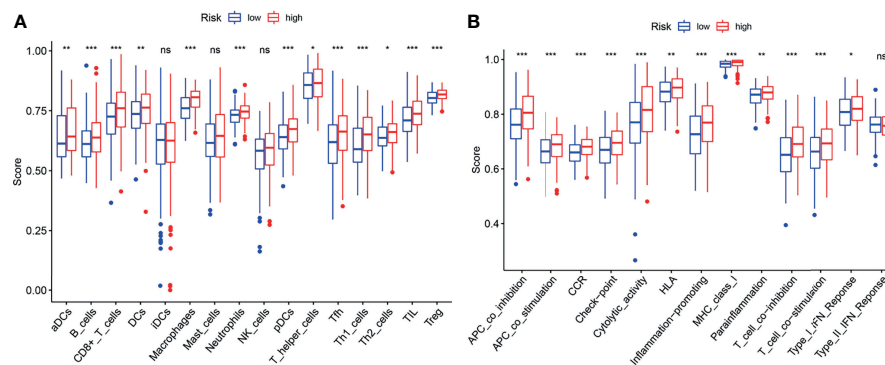 A
Risk low high
** *** *** ** ns *** ns *** ns *** * *** *** * *** ***
1.00
0.75
0.50
0.25
0.00
Score
aDCs
B_cells
CD8+_T_cells
DCs
iDCs
Macrophages
Mast_cells
Neutrophils
NK_cells
pDCs
T_helper_cells
Tfh
Th1_cells
Th2_cells
TIL
Treg
B
Risk low high
*** *** *** *** *** ** *** *** ** *** *** * ns
1.0
0.8
0.6
0.4
Score
APC_co_inhibition
APC_co_stimulation
CCR
Check-point
Cytolytic_activity
HLA
Inflammation-promoting
MHC_class_I
Parainflammation
T_cell_co-inhibition
T_cell_co-stimulation
Type_I_IFN_Reponse
Type_II_IFN_Reponse